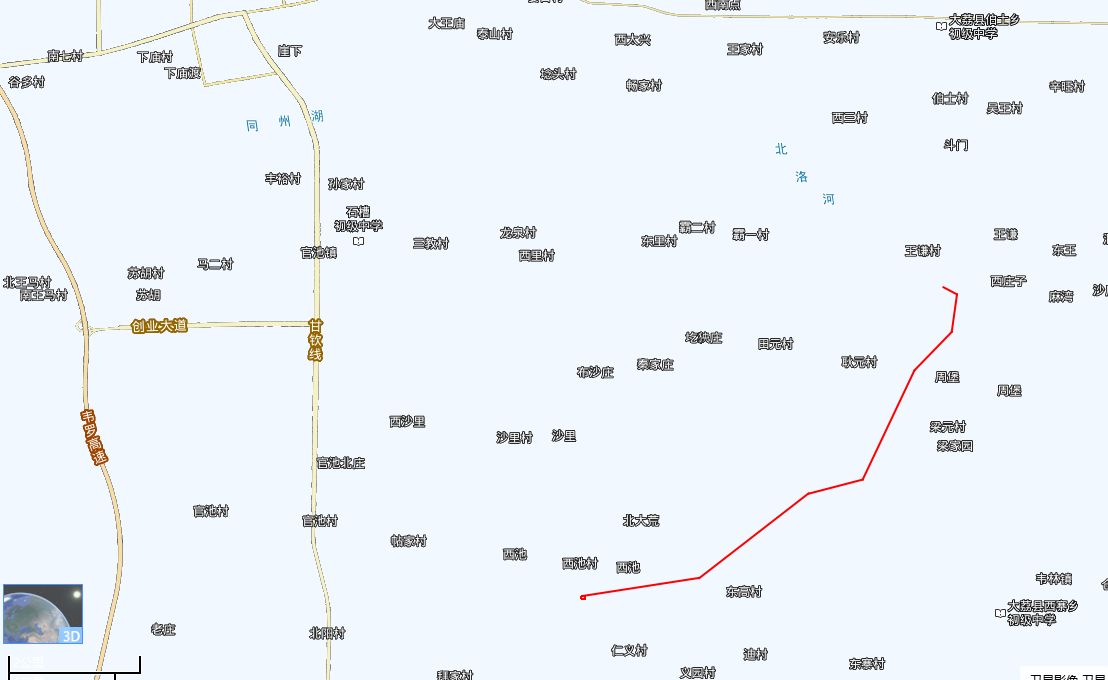 大王庙
泰山村
西南点
大荔县伯士乡
初级中学
南七村
下庙村
崖下
下庙渡
谷多村
西太兴
王家村
安乐村
埝头村
畅家村
伯士村
吴王村
辛旺村
西三村
斗门
同州湖
北洛河
丰裕村
孙家村
石槽
初级中学
官池镇
三教村
龙泉村
西里村
东里村
霸二村
霸一村
王谦村
王谦
东王
北王马村
南王马村
苏胡村
苏胡
马二村
西庄子
麻湾
创业大道
甘钦线
田元村
耿元村
秦家庄
布沙庄
周堡
周堡
韦罗高速
西沙里
沙里村
沙里
梁元村
梁家园
官池北庄
官池村
官池村
帖家村
北大荒
西池
西池村
西池
东高村
韦林镇
大荔县西寨乡
初级中学
3D
老庄
北阳村
仁义村
迪村
东寨村
义园村
拜家村